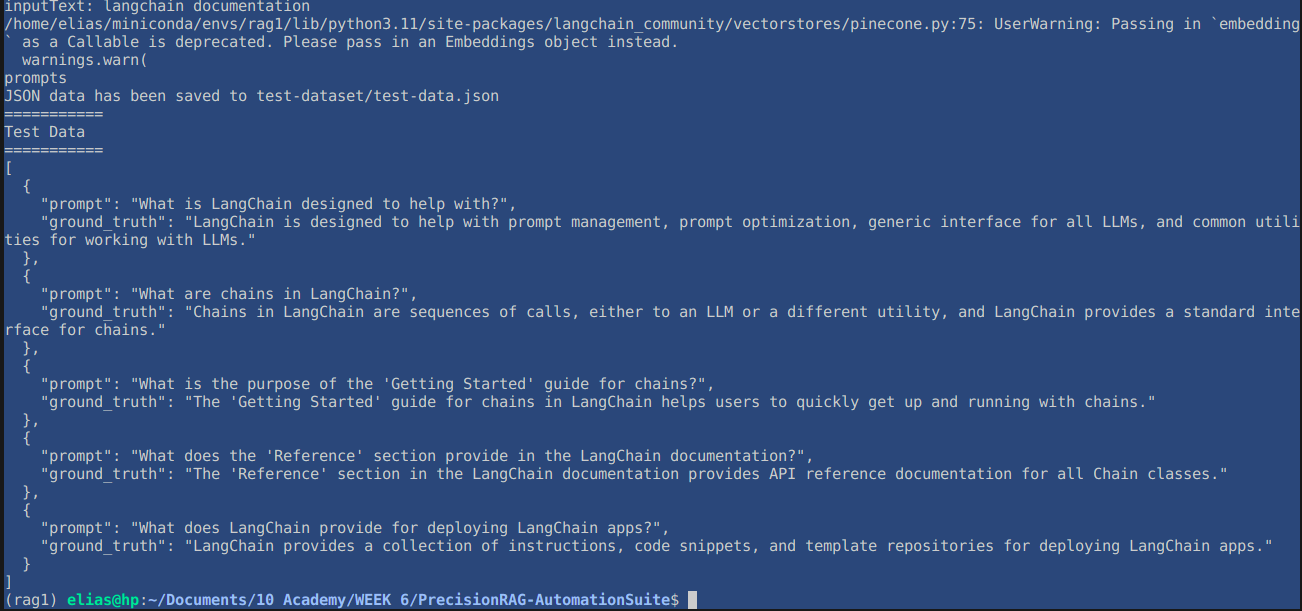 inputText: langchain documentation
/home/elias/miniconda/envs/rag1/lib/python3.11/site-packages/langchain_community/vectorstores/pinecone.py:75: UserWarning: Passing in `embedding
` as a Callable is deprecated. Please pass in an Embeddings object instead.
  warnings.warn(
prompts
JSON data has been saved to test-dataset/test-data.json
===========
Test Data
===========
[
  {
    "prompt": "What is LangChain designed to help with?",
    "ground_truth": "LangChain is designed to help with prompt management, prompt optimization, generic interface for all LLMs, and common utili
ties for working with LLMs."
  },
  {
    "prompt": "What are chains in LangChain?",
    "ground_truth": "Chains in LangChain are sequences of calls, either to an LLM or a different utility, and LangChain provides a standard inte
rface for chains."
  },
  {
    "prompt": "What is the purpose of the 'Getting Started' guide for chains?",
    "ground_truth": "The 'Getting Started' guide for chains in LangChain helps users to quickly get up and running with chains."
  },
  {
    "prompt": "What does the 'Reference' section provide in the LangChain documentation?",
    "ground_truth": "The 'Reference' section in the LangChain documentation provides API reference documentation for all Chain classes."
  },
  {
    "prompt": "What does LangChain provide for deploying LangChain apps?",
    "ground_truth": "LangChain provides a collection of instructions, code snippets, and template repositories for deploying LangChain apps."
  }
]
(rag1) elias@hp:~/Documents/10 Academy/WEEK 6/PrecisionRAG-AutomationSuite$